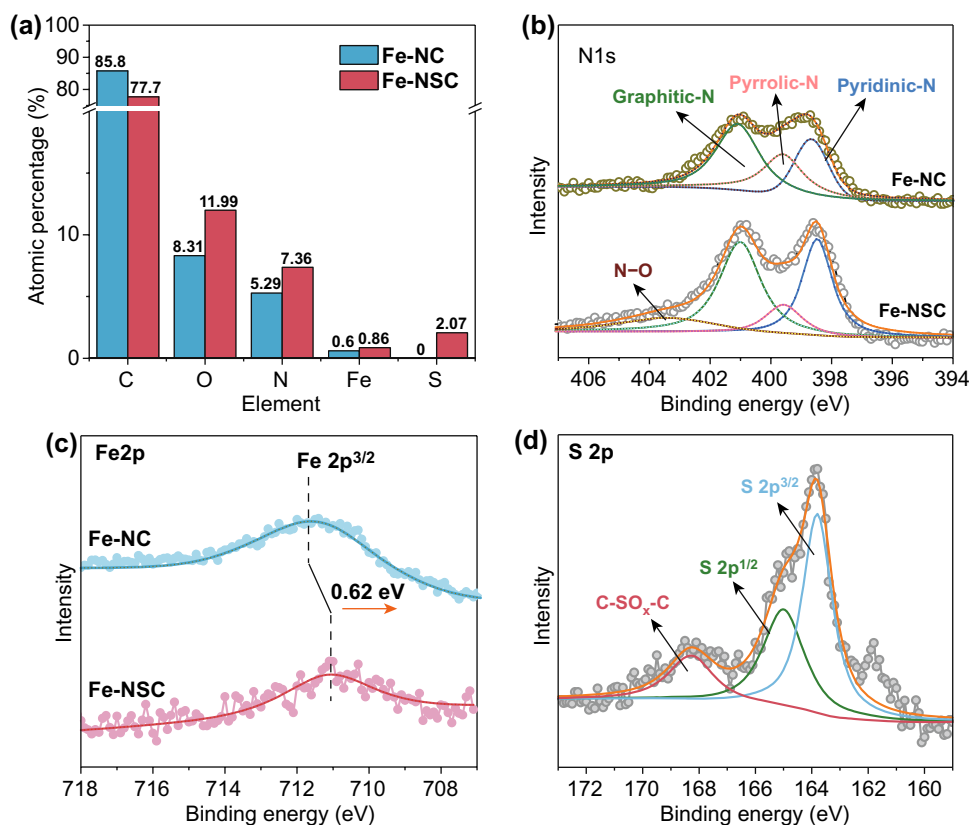 (a)
Atomic percentage (%)
100
90
80
10
0
85.8
77.7
8.31
11.99
5.29
7.36
0.6
0.86
0
2.07
Fe-NC
Fe-NSC
C O N Fe S
Element
(b)
N1s
Intensity
Graphitic-N
Pyrrolic-N
Pyridinic-N
Fe-NC
N−O
Fe-NSC
406 404 402 400 398 396 394
Binding energy (eV)
(c)
Fe2p
Intensity
Fe 2p3/2
Fe-NC
0.62 eV
Fe-NSC
718 716 714 712 710 708
Binding energy (eV)
(d)
S 2p
Intensity
S 2p3/2
S 2p1/2
C-SOx-C
172 170 168 166 164 162 160
Binding energy (eV)